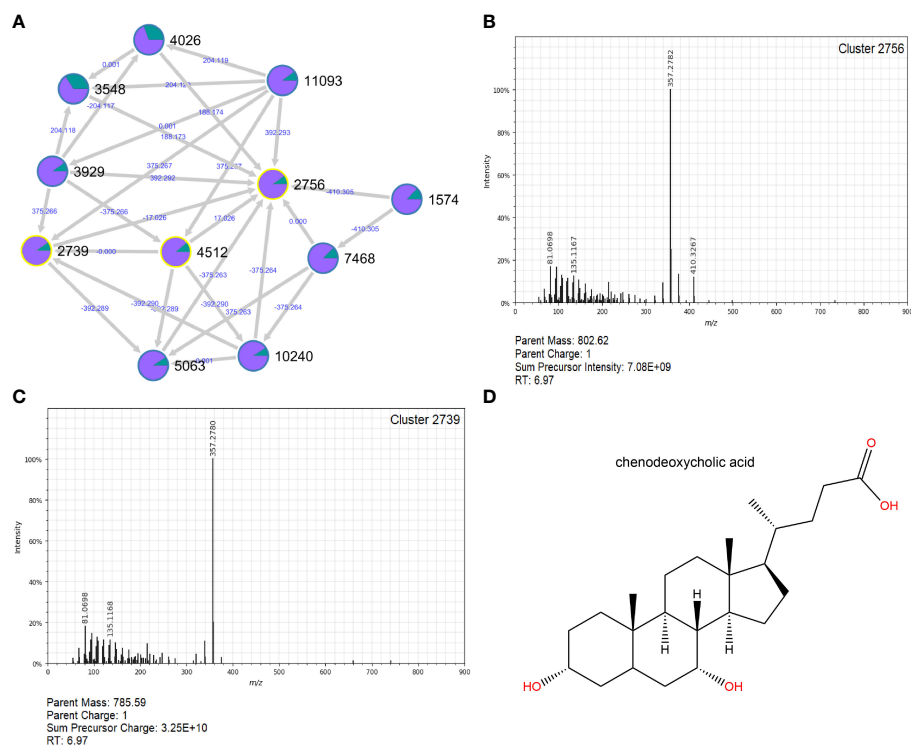 A
4026
0.001
204.119
11093
3548
-204.117
188.174
0.001
188.173
392.293
204.118
3929
375.267
392.292
2756
-410.305
1574
375.266
-375.266
-17.026
17.026
0.000
-410.305
2739
-0.000
4512
7468
-375.263
-375.264
-392.289
-392.290
-392.290
375.263
-375.264
5063
10240
B
Cluster 2756
357.2782
100%
80%
60%
40%
20%
0%
Intensity
81.0698
135.1167
410.3267
0
100
200
300
400
500
600
700
800
900
m/z
Parent Mass: 802.62
Parent Charge: 1
Sum Precursor Intensity: 7.08E+09
RT: 6.97
C
Cluster 2739
357.2780
100%
80%
60%
40%
20%
0%
Intensity
81.0698
135.1168
0
100
200
300
400
500
600
700
800
900
m/z
Parent Mass: 785.59
Parent Charge: 1
Sum Precursor Charge: 3.25E+10
RT: 6.97
D
chenodeoxycholic acid
O
OH
H
H
H
HO
OH